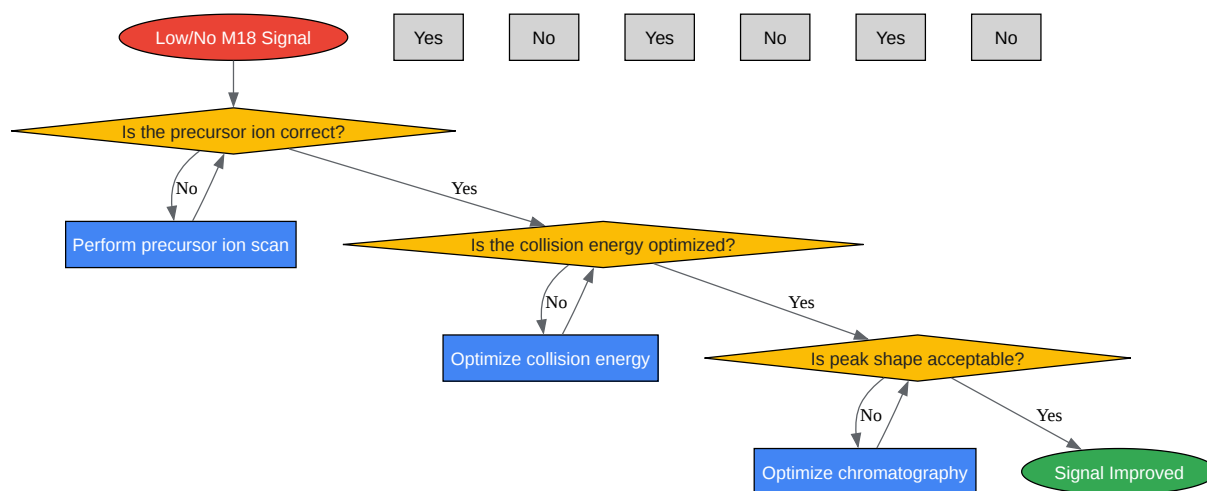 Low/No M18 Signal
Yes
No
Yes
No
Yes
No
Is the precursor ion correct?
No
Yes
Perform precursor ion scan
Is the collision energy optimized?
No
Yes
Optimize collision energy
Is peak shape acceptable?
No
Yes
Optimize chromatography
Signal Improved